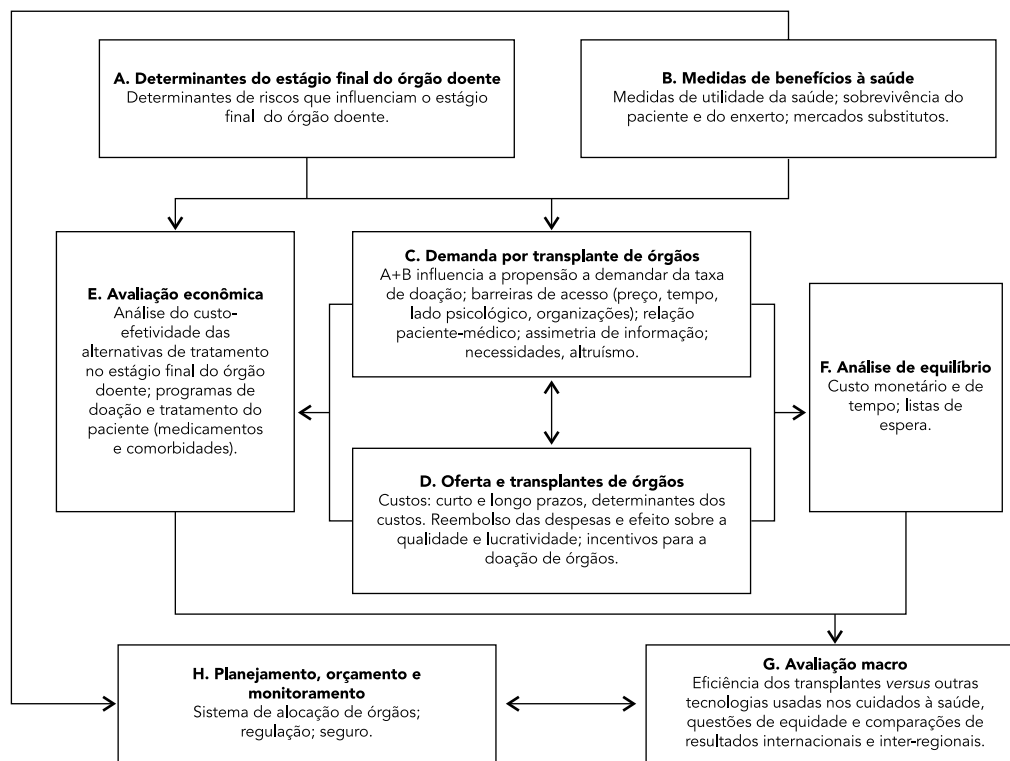 A. Determinantes do estágio final do órgão doente
Determinantes de riscos que influenciam o estágio
final do órgão doente.
B. Medidas de benefícios à saúde
Medidas de utilidade da saúde; sobrevivência do
paciente e do enxerto; mercados substitutos.
C. Demanda por transplante de órgãos
A+B influencia a propensão a demandar da taxa
de doação; barreiras de acesso (preço, tempo,
lado psicológico, organizações); relação
paciente-médico; assimetria de informação;
necessidades, altruísmo.
E. Avaliação econômica
Análise do custo-
efetividade das
alternativas de tratamento
no estágio final do órgão
doente; programas de
doação e tratamento do
paciente (medicamentos
e comorbidades).
F. Análise de equilíbrio
Custo monetário e de
tempo; listas de
espera.
D. Oferta e transplantes de órgãos
Custos: curto e longo prazos, determinantes dos
custos. Reembolso das despesas e efeito sobre a
qualidade e lucratividade; incentivos para a
doação de órgãos.
H. Planejamento, orçamento e
monitoramento
Sistema de alocação de órgãos;
regulação; seguro.
G. Avaliação macro
Eficiência dos transplantes versus outras
tecnologias usadas nos cuidados à saúde,
questões de equidade e comparações de
resultados internacionais e inter-regionais.